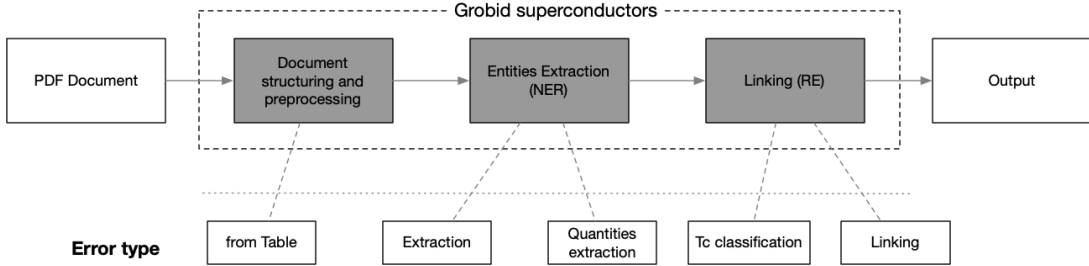 Grobid superconductors
PDF Document
Document
structuring and
preprocessing
Entities Extraction
(NER)
Linking (RE)
Output
Error type
from Table
Extraction
Quantities
extraction
Tc classification
Linking